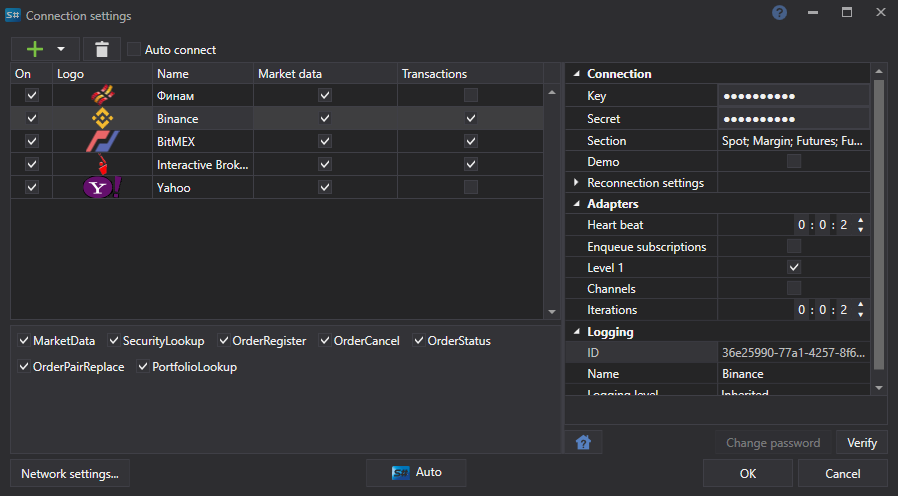 S# Connection settings
Auto connect
On Logo Name Market data Transactions
Финам
Binance
BitMEX
Interactive Brok...
Y! Yahoo
MarketData SecurityLookup OrderRegister OrderCancel OrderStatus
OrderPairReplace PortfolioLookup
Connection
Key ●●●●●●●●●●
Secret ●●●●●●●●●●
Section Spot; Margin; Futures; Fu...
Demo
Reconnection settings
Adapters
Heart beat 0 : 0 : 2
Enqueue subscriptions
Level 1
Channels
Iterations 0 : 0 : 2
Logging
ID 36e25990-77a1-4257-8f6...
Name Binance
Logging level Inherited
? Change password Verify
Network settings... S# Auto OK Cancel